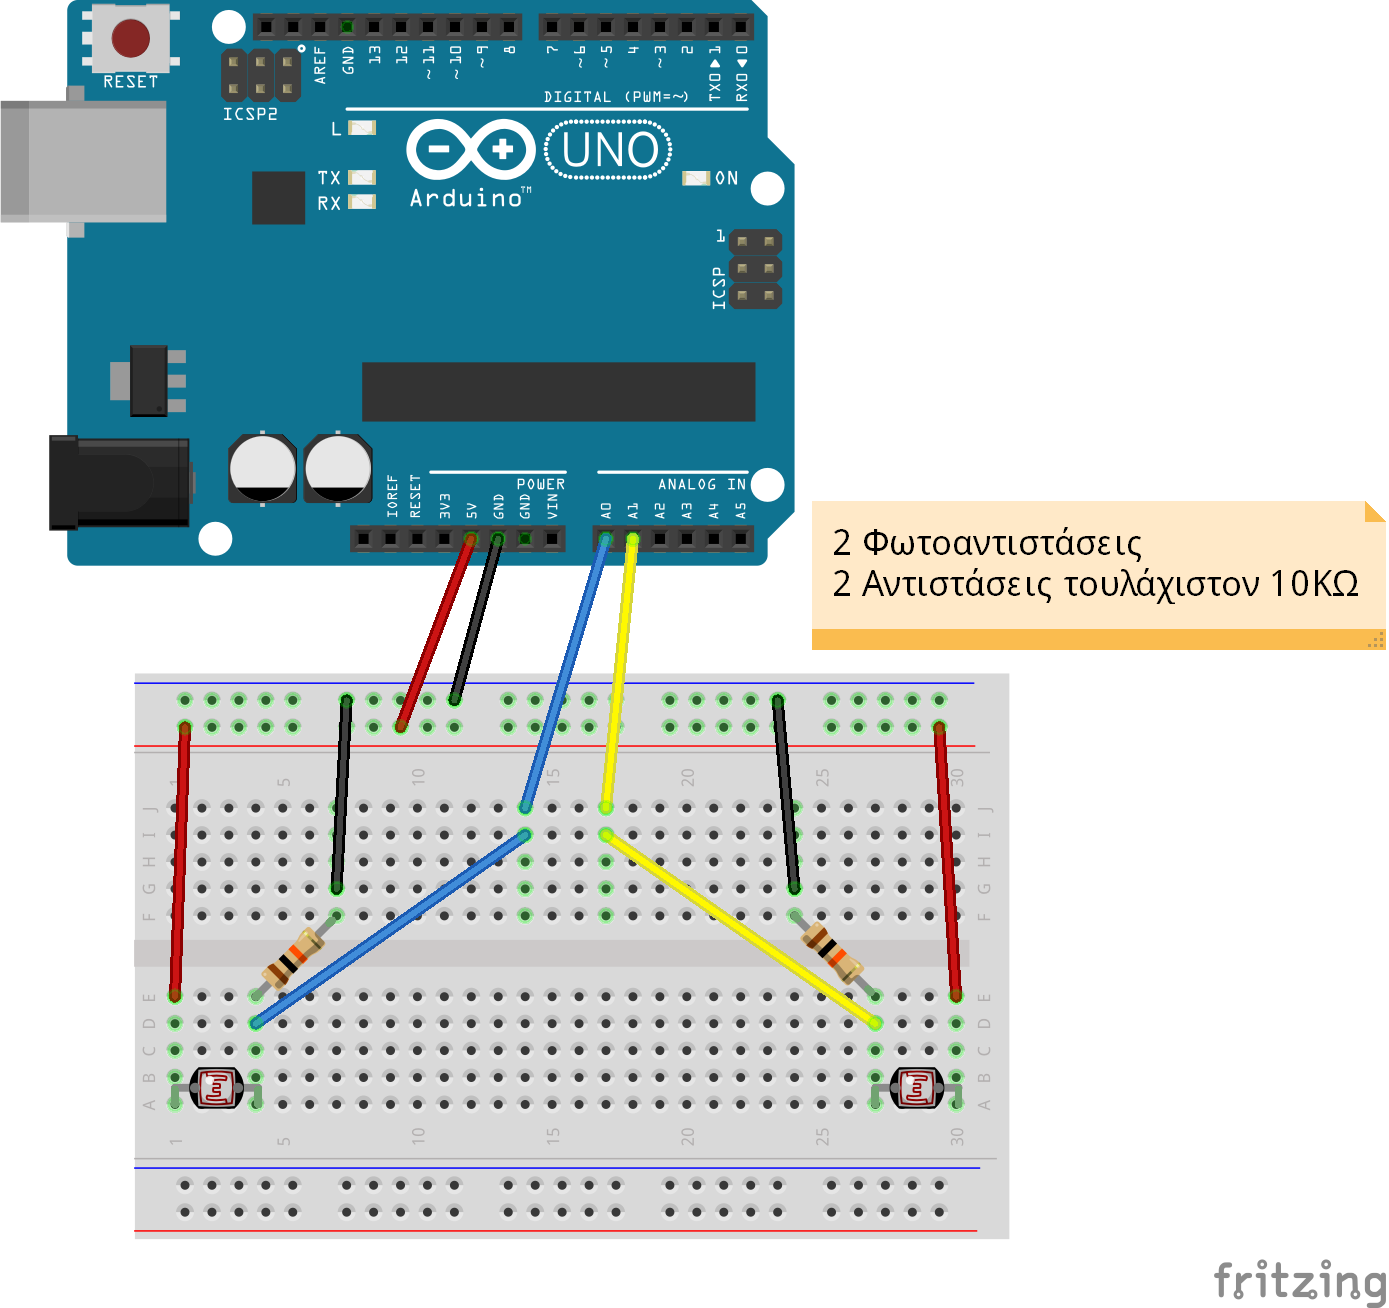 RESET
ICSP2
AREF
GND
13
12
~11
~10
~9
8
7
~6
~5
4
~3
2
TX0▶1
RX0◀0
DIGITAL (PWM=~)
L
TX
RX
Arduino™
UNO
ON
1
ICSP
IOREF
RESET
3V3
5V
GND
GND
VIN
POWER
A0
A1
A2
A3
A4
A5
ANALOG IN
2 Φωτοαντιστάσεις
2 Αντιστάσεις τουλάχιστον 10ΚΩ
1 5 10 15 20 25 30
J J
I I
H H
G G
F F
E E
D D
C C
B B
A A
1 5 10 15 20 25 30
fritzing